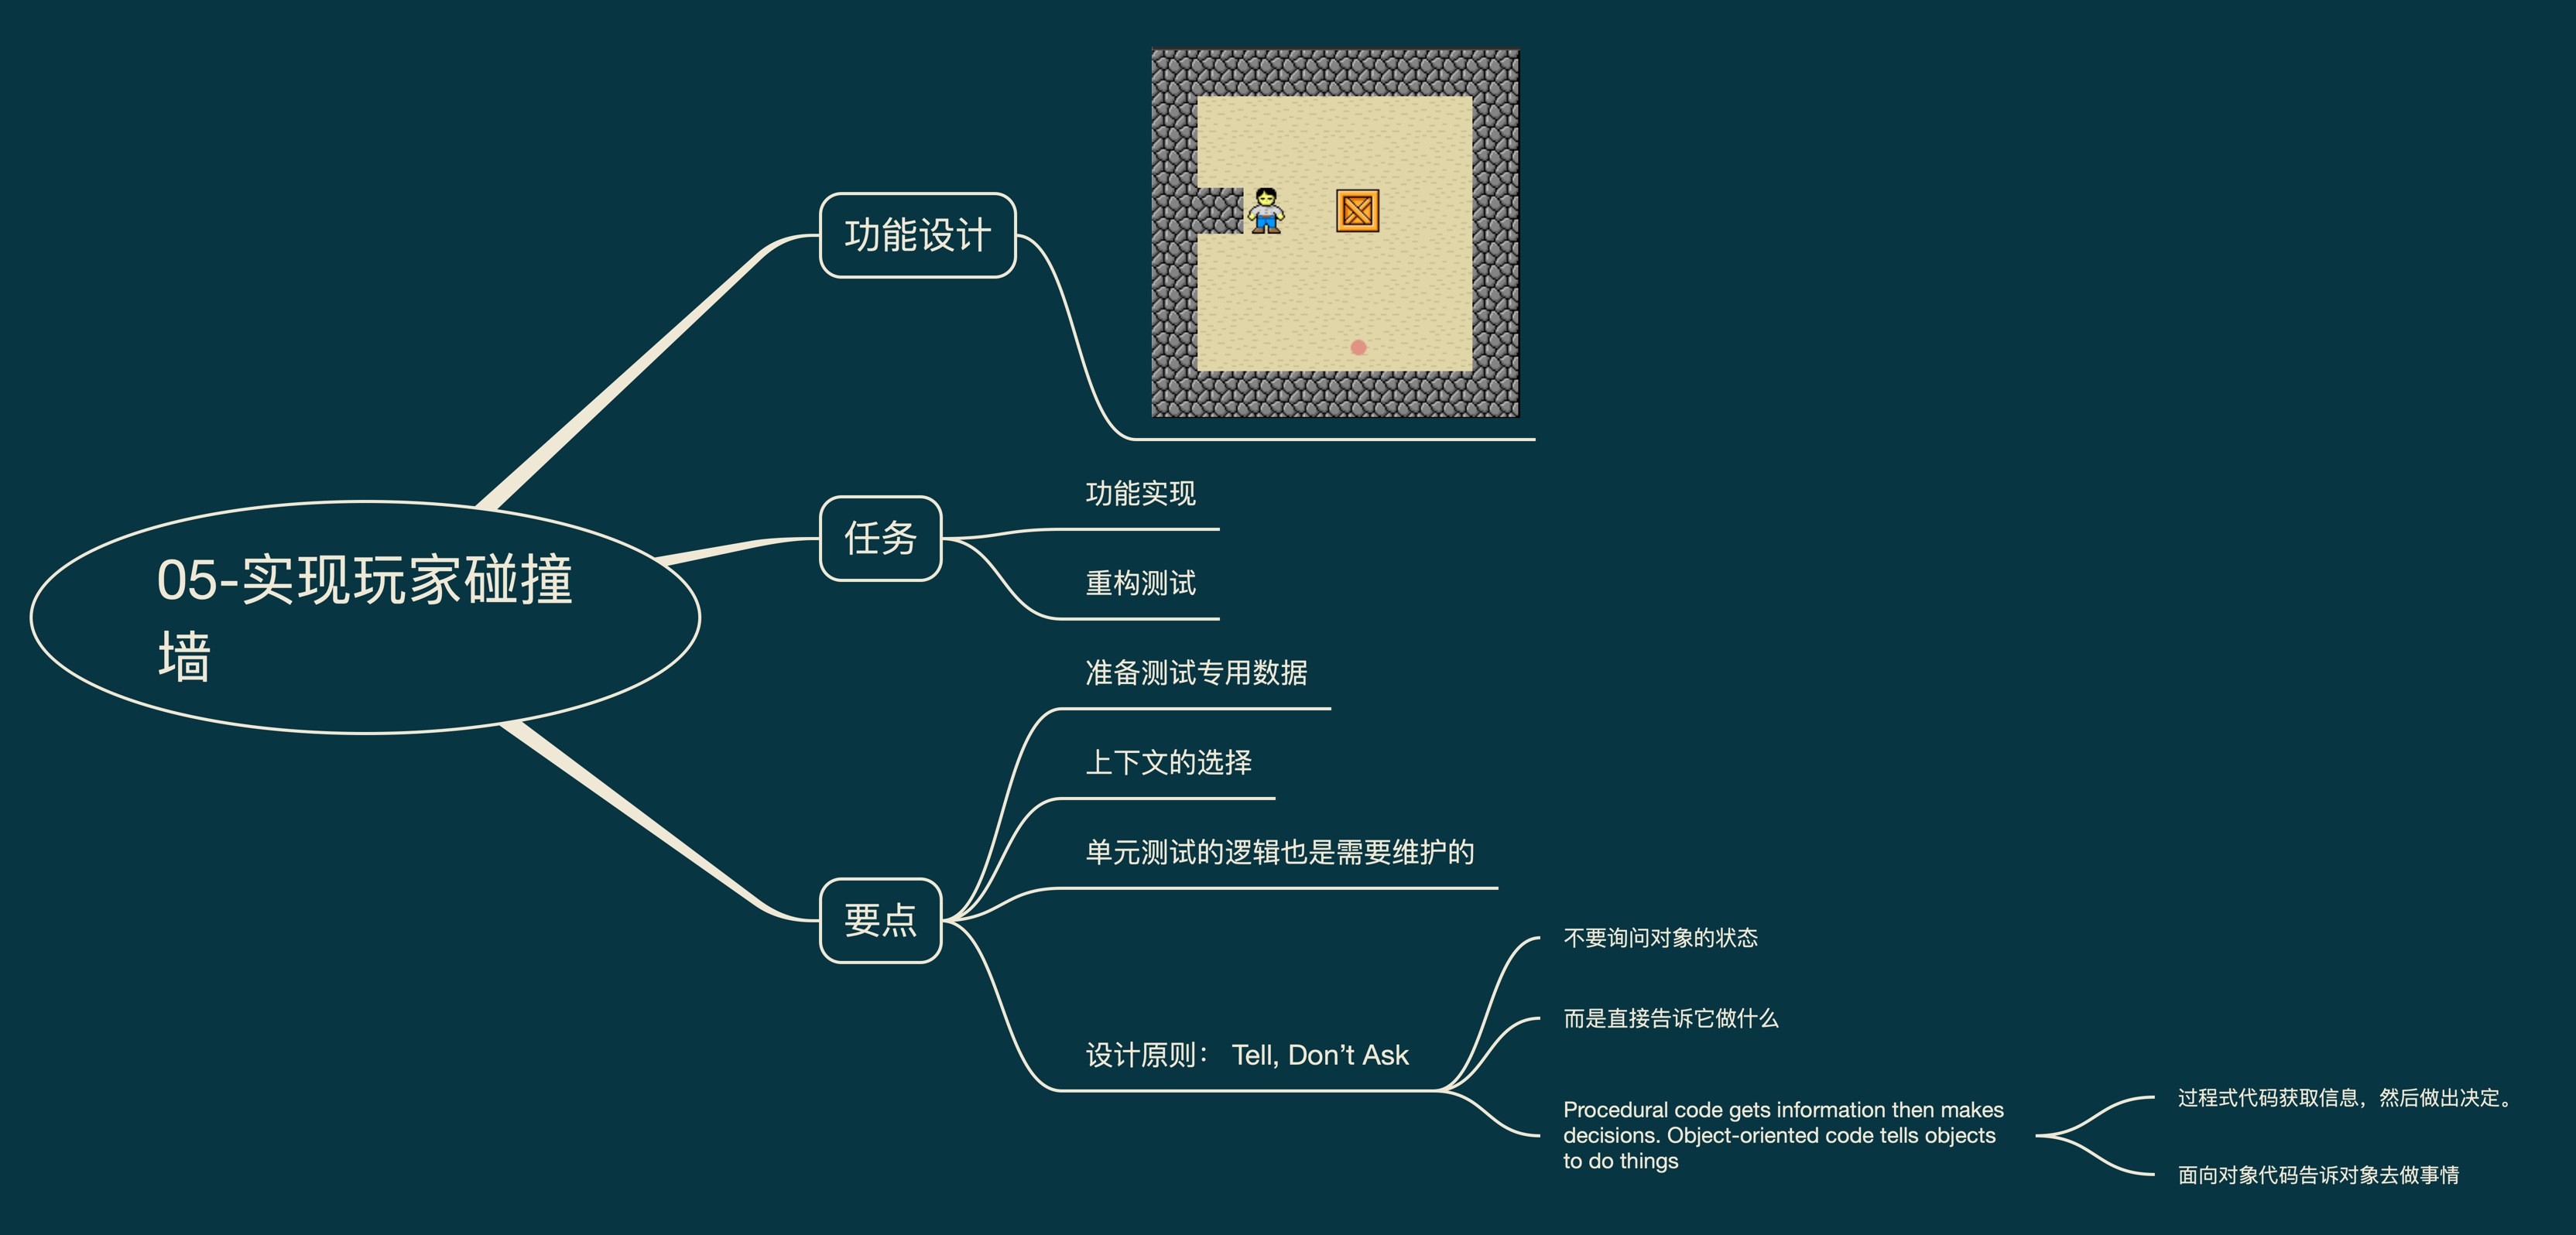 05-实现玩家碰撞
墙
功能设计
任务
功能实现
重构测试
要点
准备测试专用数据
上下文的选择
单元测试的逻辑也是需要维护的
设计原则： Tell, Don’t Ask
不要询问对象的状态
而是直接告诉它做什么
Procedural code gets information then makes
decisions. Object-oriented code tells objects
to do things
过程式代码获取信息，然后做出决定。
面向对象代码告诉对象去做事情